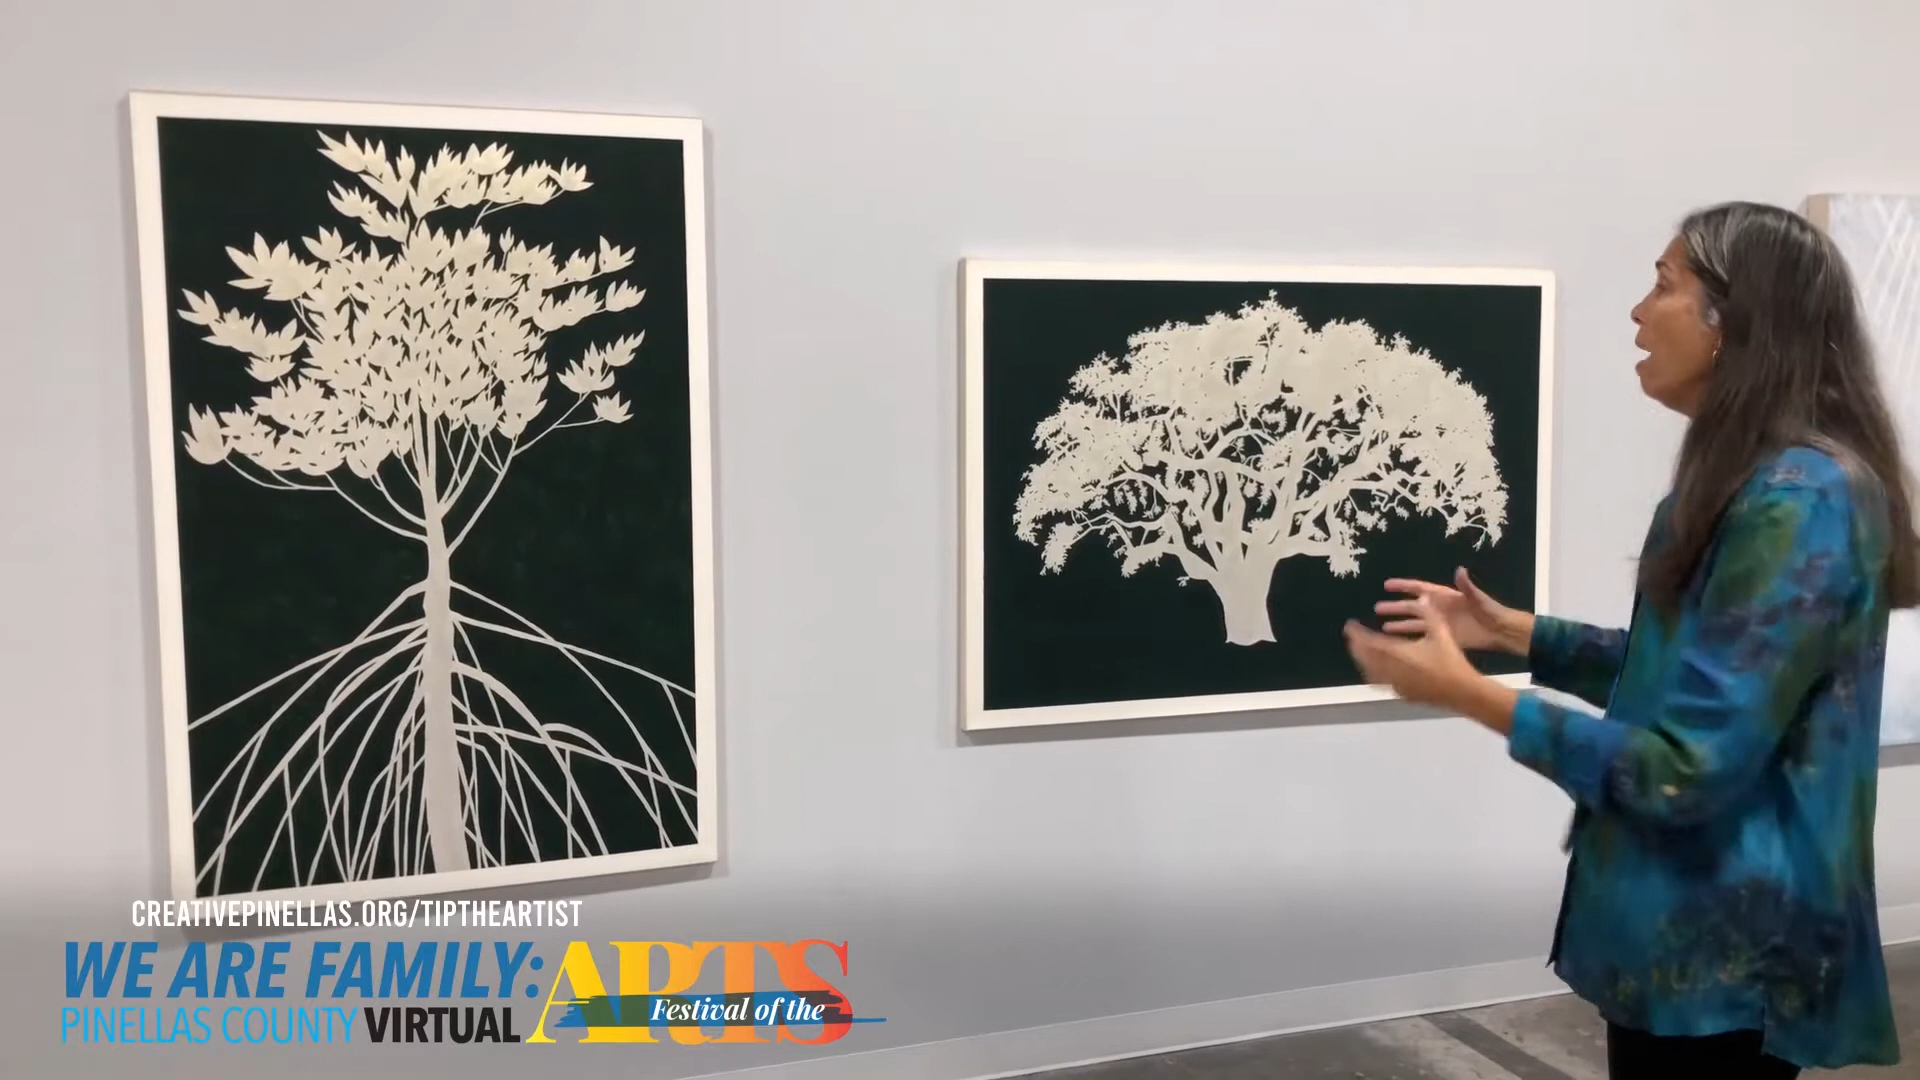 CREATIVEPINELLAS.ORG/TIPTHEARTIST
WE ARE FAMILY:
PINELLAS COUNTY VIRTUAL
ARTS
Festival of the